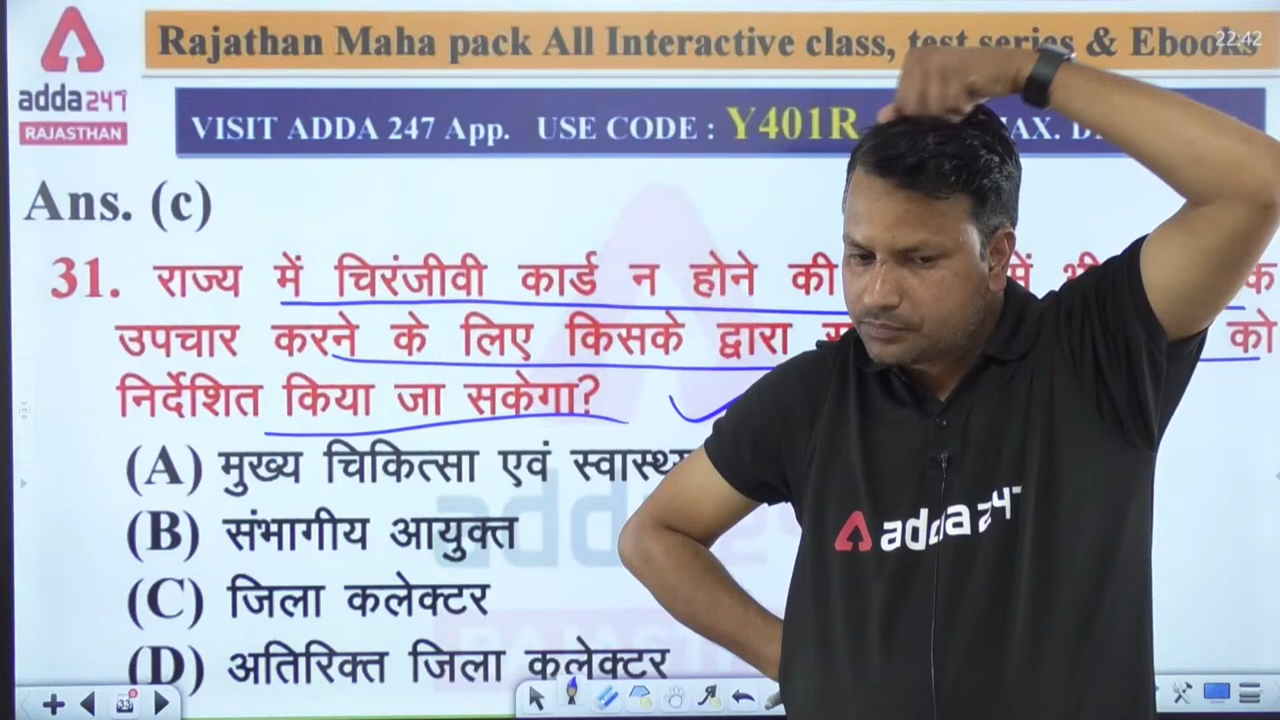 Rajathan Maha pack All Interactive class, test series & Ebooks
22:42
adda247
RAJASTHAN
VISIT ADDA 247 App. USE CODE : Y401R
Ans. (c)
31. राज्य में चिरंजीवी कार्ड न होने की में
उपचार करने के लिए किसके द्वारा को
निर्देशित किया जा सकेगा?
(A) मुख्य चिकित्सा एवं स्वास्थ्य
(B) संभागीय आयुक्त
(C) जिला कलेक्टर
(D) अतिरिक्त जिला कलेक्टर
adda247